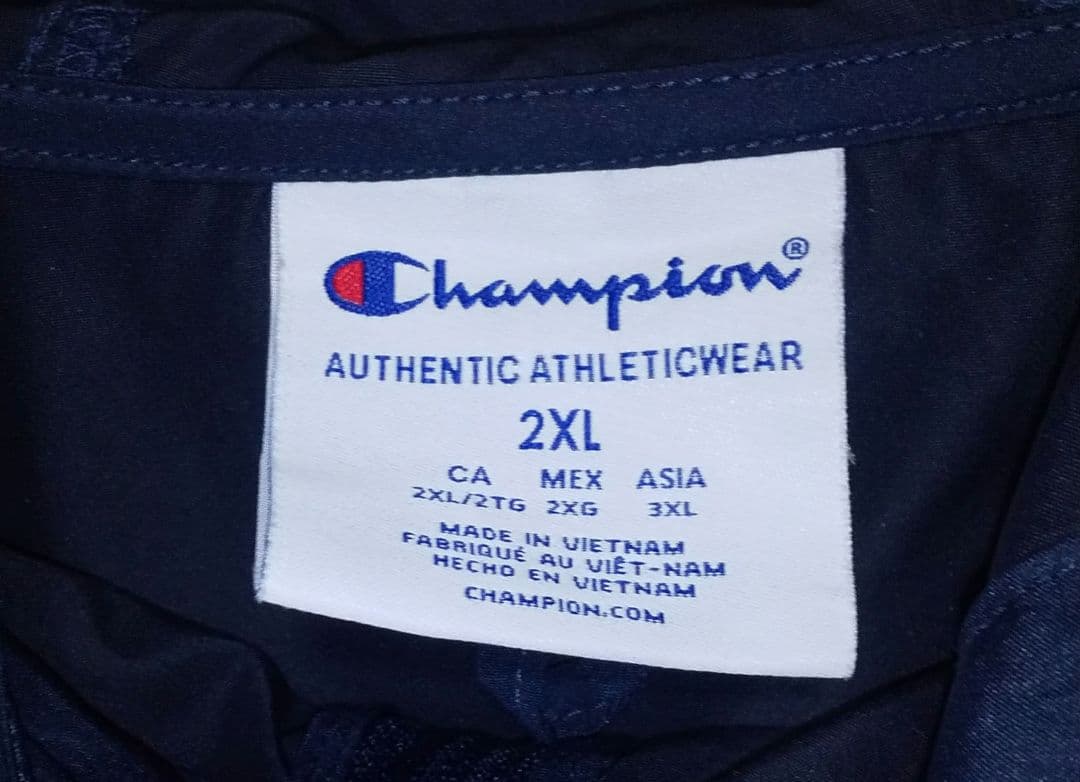 Champion®
AUTHENTIC ATHLETICWEAR
2XL
CA MEX ASIA
2XL/2TG 2XG 3XL
MADE IN VIETNAM
FABRIQUÉ AU VIÊT-NAM
HECHO EN VIETNAM
CHAMPION.COM